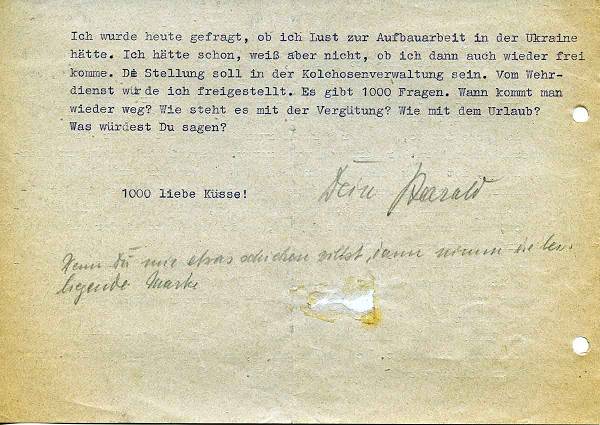 Ich wurde heute gefragt, ob ich Lust zur Aufbauarbeit in der Ukraine
hätte. Ich hätte schon, weiß aber nicht, ob ich dann auch wieder frei
komme. De Stellung soll in der Kolchosenverwaltung sein. Vom Wehr-
dienst würde ich freigestellt. Es gibt 1000 Fragen. Wann kommt man
wieder weg? Wie steht es mit der Vergütung? Wie mit dem Urlaub?
Was würdest Du sagen?
1000 liebe Küsse!
Dein Harald
Wenn Du mir etwas schicken willst, dann nimm die bei-
liegende Marke